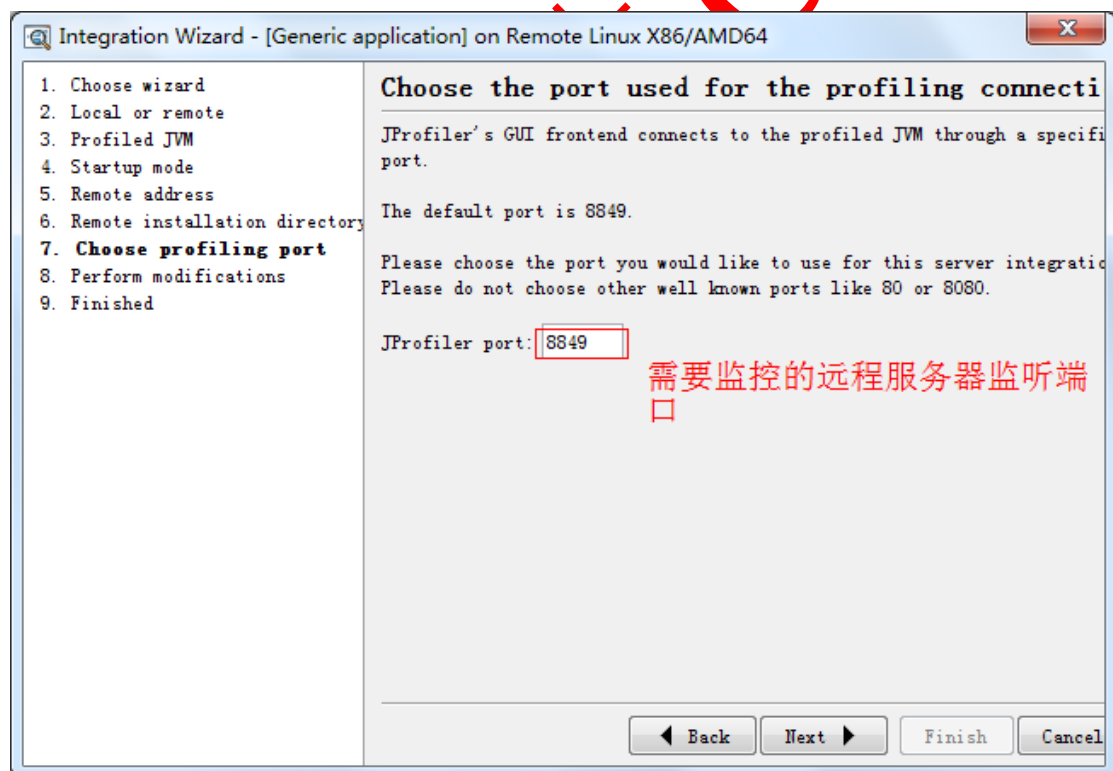 Integration Wizard - [Generic application] on Remote Linux X86/AMD64
1. Choose wizard
2. Local or remote
3. Profiled JVM
4. Startup mode
5. Remote address
6. Remote installation directory
7. Choose profiling port
8. Perform modifications
9. Finished
Choose the port used for the profiling connecti
JProfiler's GUI frontend connects to the profiled JVM through a specifi
port.
The default port is 8849.
Please choose the port you would like to use for this server integratio
Please do not choose other well known ports like 80 or 8080.
JProfiler port: 8849
需要监控的远程服务器监听端
口
Back Next Finish Cancel